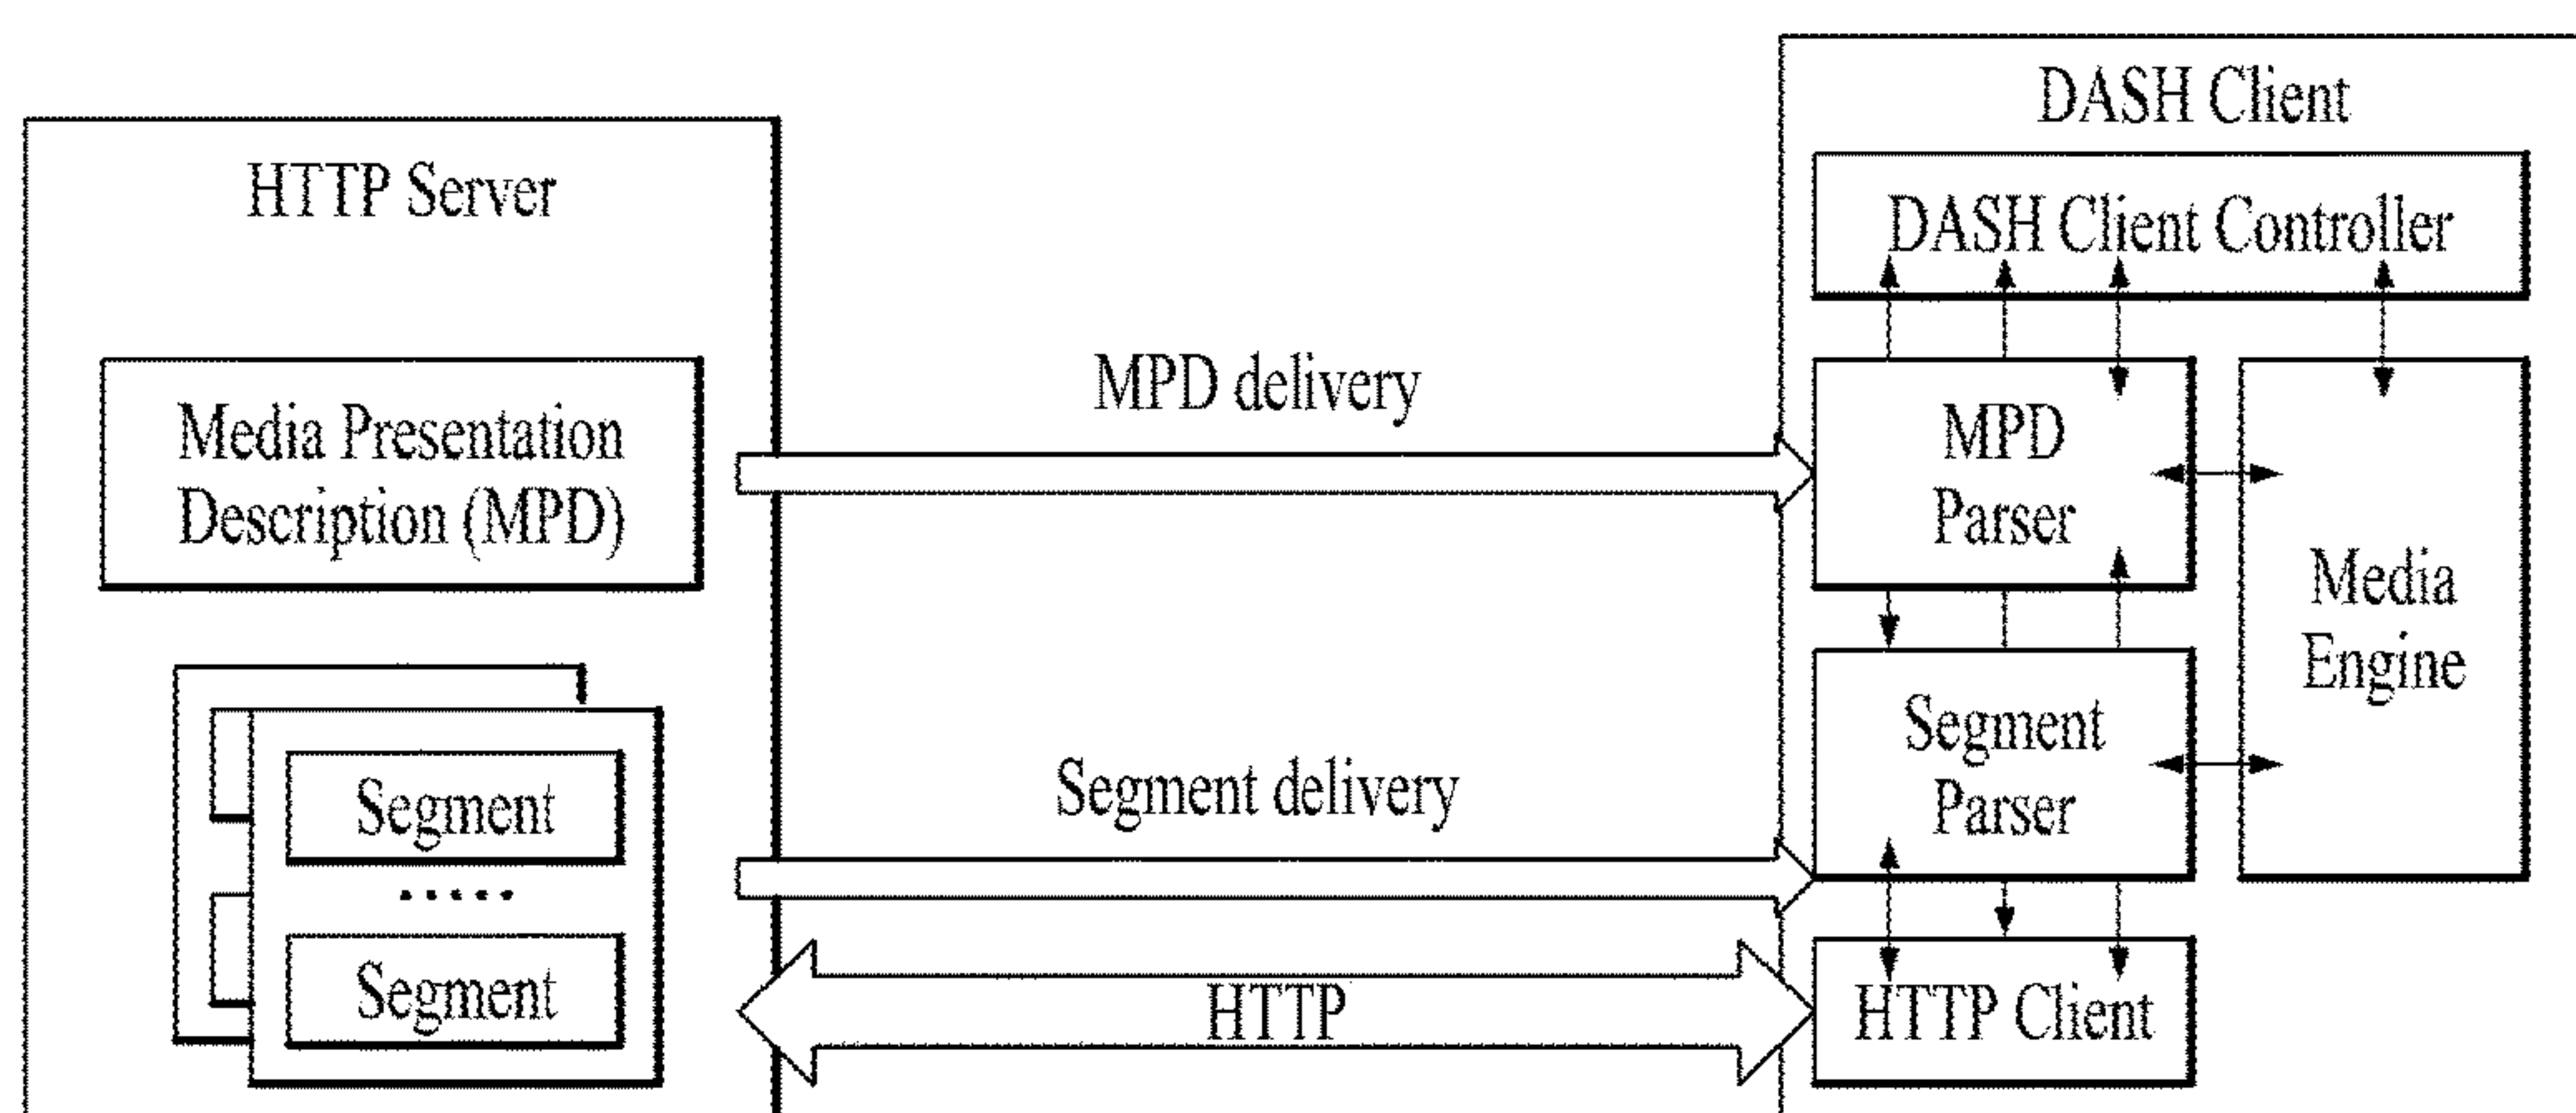 HTTP Server
Media Presentation
Description (MPD)
Segment
.....
Segment
MPD delivery
Segment delivery
HTTP
DASH Client
DASH Client Controller
MPD
Parser
Media
Engine
Segment
Parser
HTTP Client